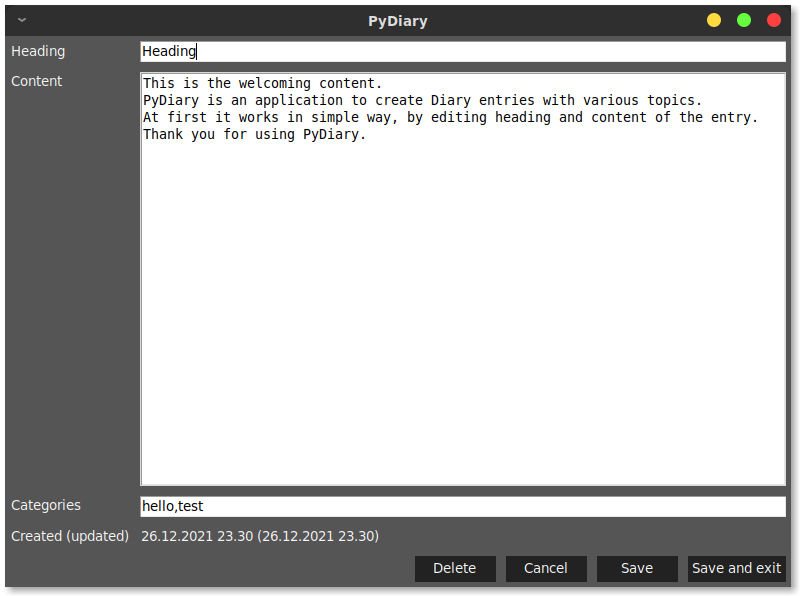 PyDiary
Heading Heading
Content
This is the welcoming content.
PyDiary is an application to create Diary entries with various topics.
At first it works in simple way, by editing heading and content of the entry.
Thank you for using PyDiary.
Categories hello,test
Created (updated) 26.12.2021 23.30 (26.12.2021 23.30)
Delete Cancel Save Save and exit